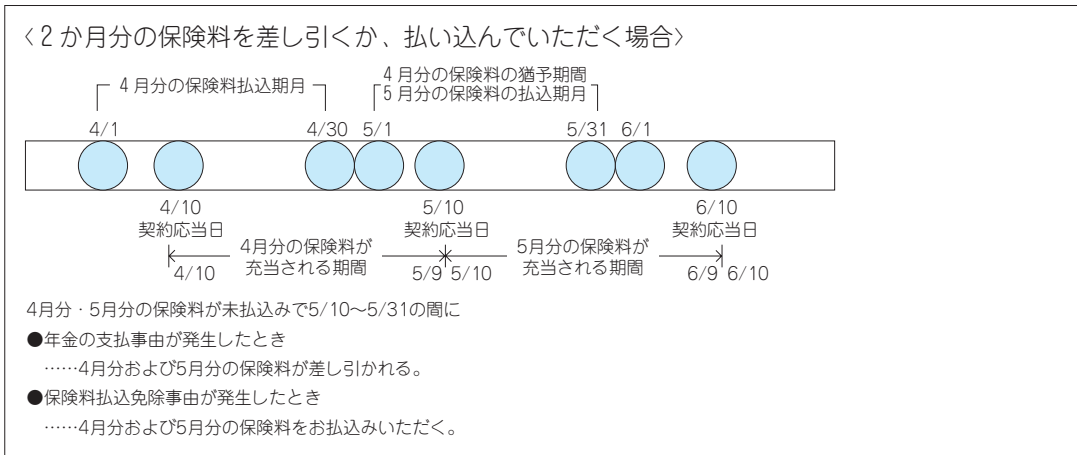 〈2か月分の保険料を差し引くか、払い込んでいただく場合〉
4月分の保険料払込期月
4月分の保険料の猶予期間
5月分の保険料の払込期月
4/1
4/30
5/1
5/31
6/1
4/10
契約応当日
5/10
契約応当日
6/10
契約応当日
4月分の保険料が
充当される期間
5月分の保険料が
充当される期間
4/10
5/9
5/10
6/9
6/10
4月分・5月分の保険料が未払込みで5/10～5/31の間に
●年金の支払事由が発生したとき
……4月分および5月分の保険料が差し引かれる。
●保険料払込免除事由が発生したとき
……4月分および5月分の保険料をお払込みいただく。